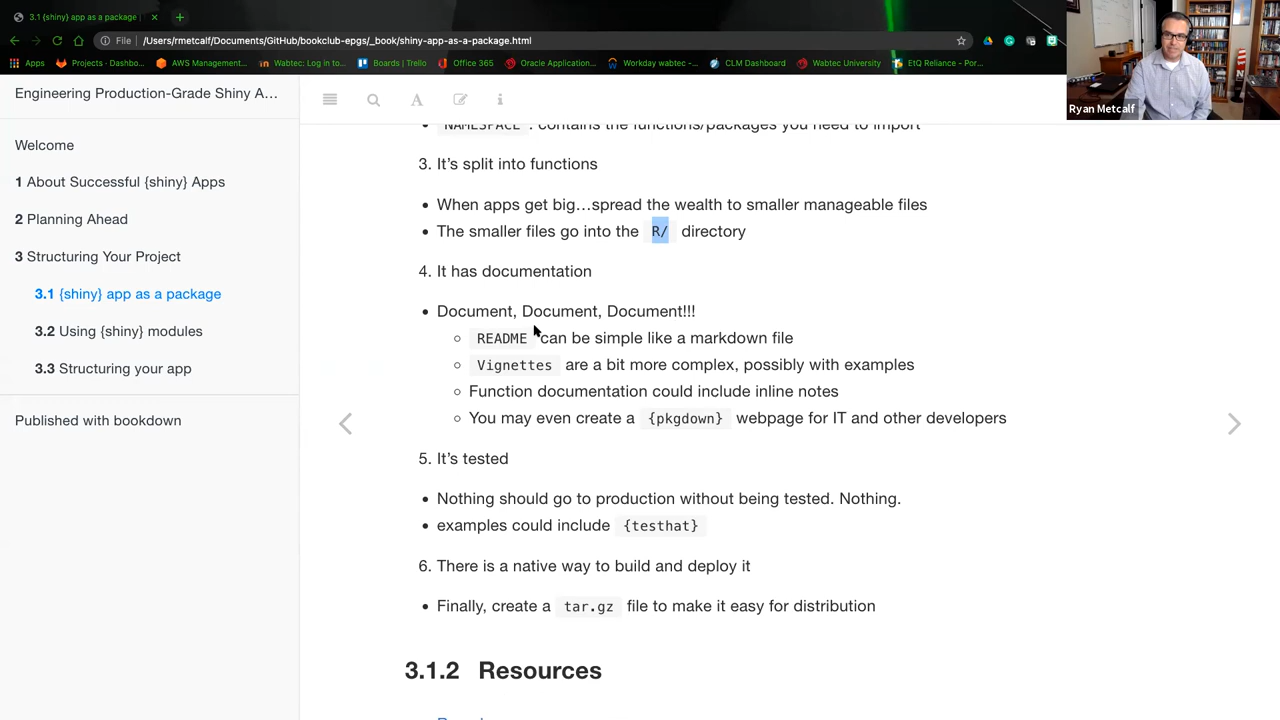 3.1 {shiny} app as a package
File
/Users/rmetcalf/Documents/GitHub/bookclub-epgs/_book/shiny-app-as-a-package.html
Apps
Projects - Dashbo...
AWS Management...
Wabtec: Log in to...
Boards | Trello
Office 365
Oracle Application...
Workday wabtec -...
CLM Dashboard
Wabtec University
EtQ Reliance - Por...
Ryan Metcalf
Engineering Production-Grade Shiny A...
Welcome
1 About Successful {shiny} Apps
2 Planning Ahead
3 Structuring Your Project
3.1 {shiny} app as a package
3.2 Using {shiny} modules
3.3 Structuring your app
Published with bookdown
NAMESPACE : contains the functions/packages you need to import
3. It's split into functions
When apps get big...spread the wealth to smaller manageable files
The smaller files go into the R/ directory
4. It has documentation
Document, Document, Document!!!
README can be simple like a markdown file
Vignettes are a bit more complex, possibly with examples
Function documentation could include inline notes
You may even create a {pkgdown} webpage for IT and other developers
5. It's tested
Nothing should go to production without being tested. Nothing.
examples could include {testhat}
6. There is a native way to build and deploy it
Finally, create a tar.gz file to make it easy for distribution
3.1.2 Resources